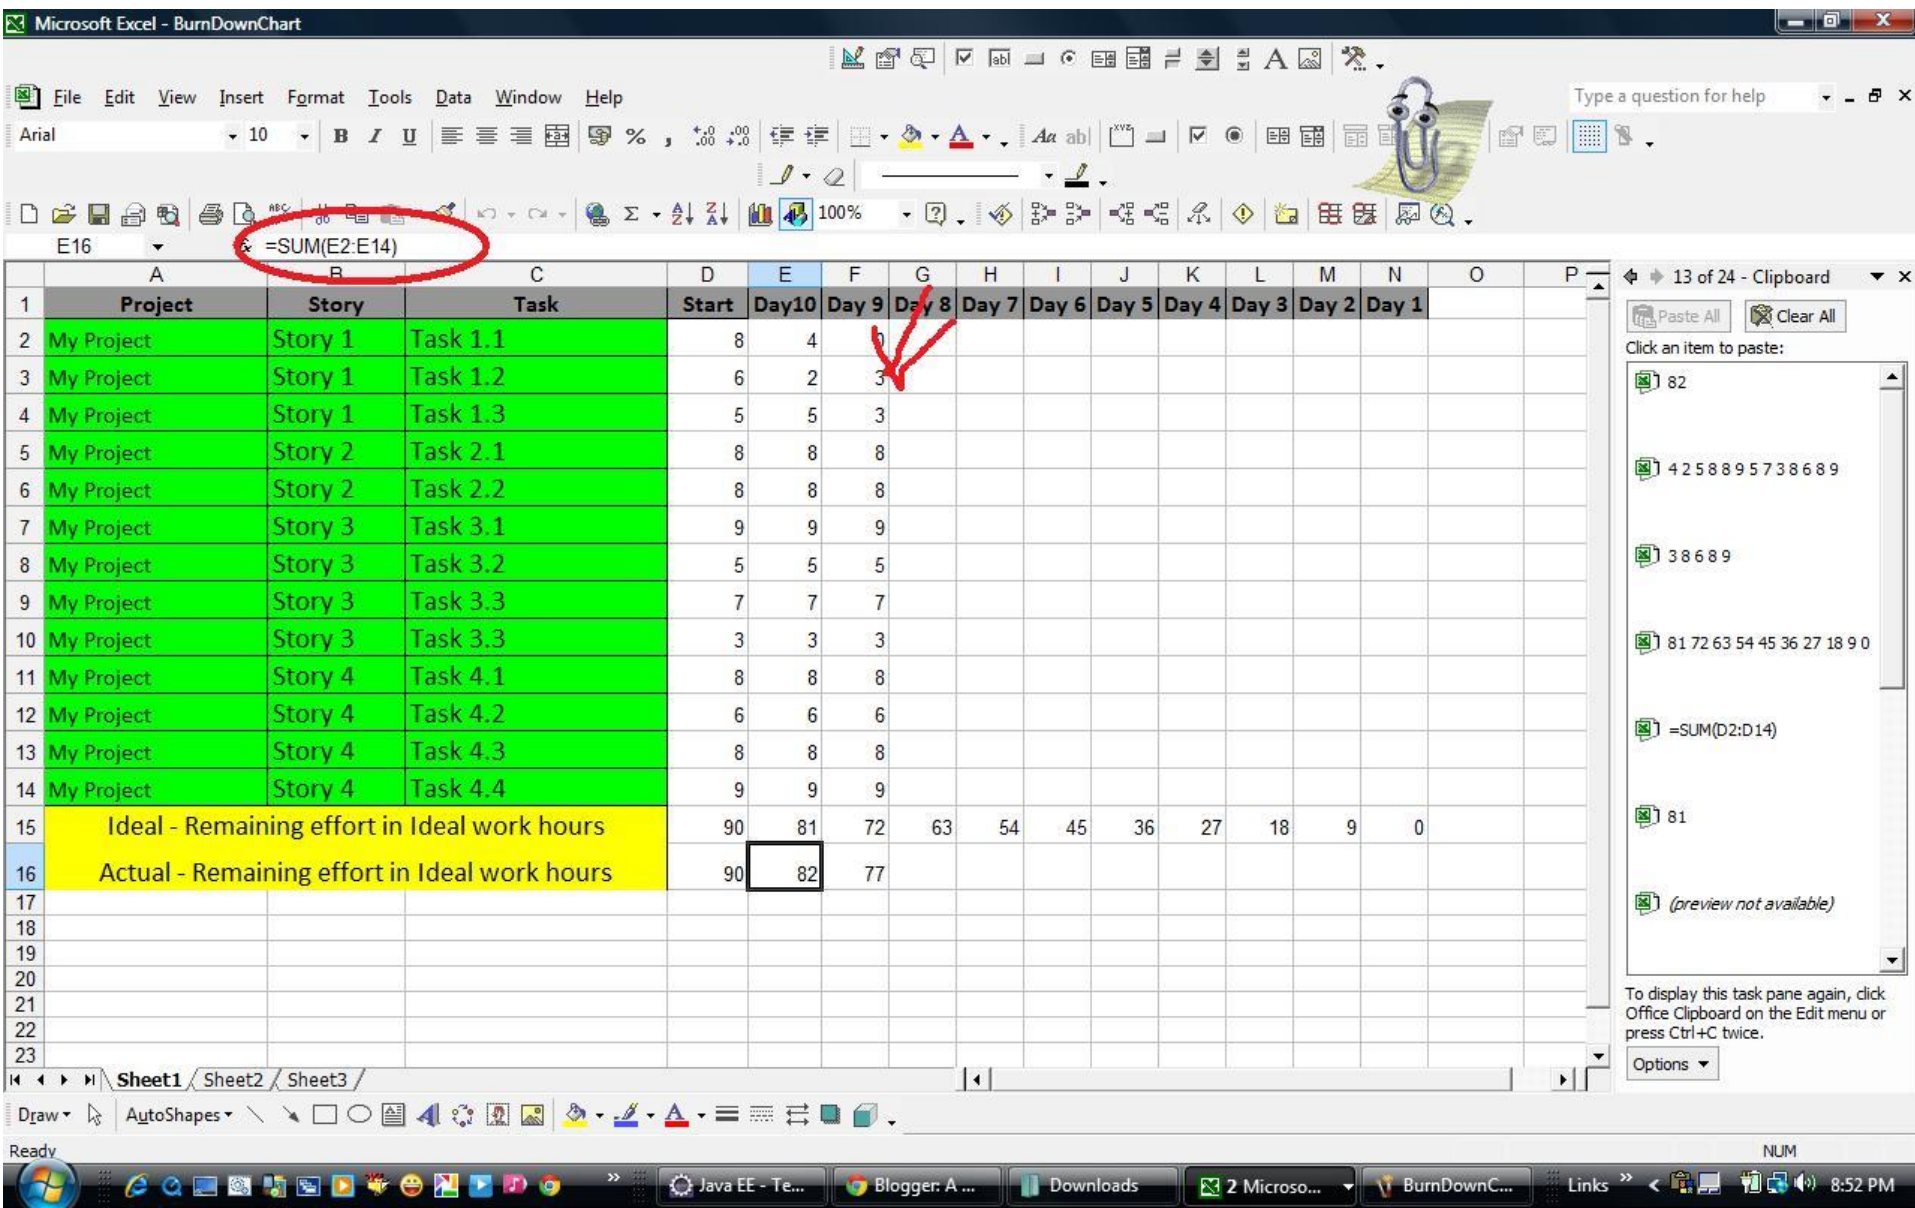 Microsoft Excel - BurnDownChart
File Edit View Insert Format Tools Data Window Help
Type a question for help
Arial 10 B I U % ,
100%
E16 =SUM(E2:E14)
A B C D E F G H I J K L M N O P
1 Project Story Task Start Day10 Day 9 Day 8 Day 7 Day 6 Day 5 Day 4 Day 3 Day 2 Day 1
2 My Project Story 1 Task 1.1 8 4
3 My Project Story 1 Task 1.2 6 2 3
4 My Project Story 1 Task 1.3 5 5 3
5 My Project Story 2 Task 2.1 8 8 8
6 My Project Story 2 Task 2.2 8 8 8
7 My Project Story 3 Task 3.1 9 9 9
8 My Project Story 3 Task 3.2 5 5 5
9 My Project Story 3 Task 3.3 7 7 7
10 My Project Story 3 Task 3.3 3 3 3
11 My Project Story 4 Task 4.1 8 8 8
12 My Project Story 4 Task 4.2 6 6 6
13 My Project Story 4 Task 4.3 8 8 8
14 My Project Story 4 Task 4.4 9 9 9
15 Ideal - Remaining effort in Ideal work hours 90 81 72 63 54 45 36 27 18 9 0
16 Actual - Remaining effort in Ideal work hours 90 82 77
17
18
19
20
21
22
23
13 of 24 - Clipboard
Paste All Clear All
Click an item to paste:
82
4 2 5 8 8 9 5 7 3 8 6 8 9
3 8 6 8 9
81 72 63 54 45 36 27 18 9 0
=SUM(D2:D14)
81
(preview not available)
To display this task pane again, click
Office Clipboard on the Edit menu or
press Ctrl+C twice.
Options
Sheet1 Sheet2 Sheet3
Draw AutoShapes
Ready NUM
Java EE - Te... Blogger: A ... Downloads 2 Microso... BurnDownC... Links 8:52 PM